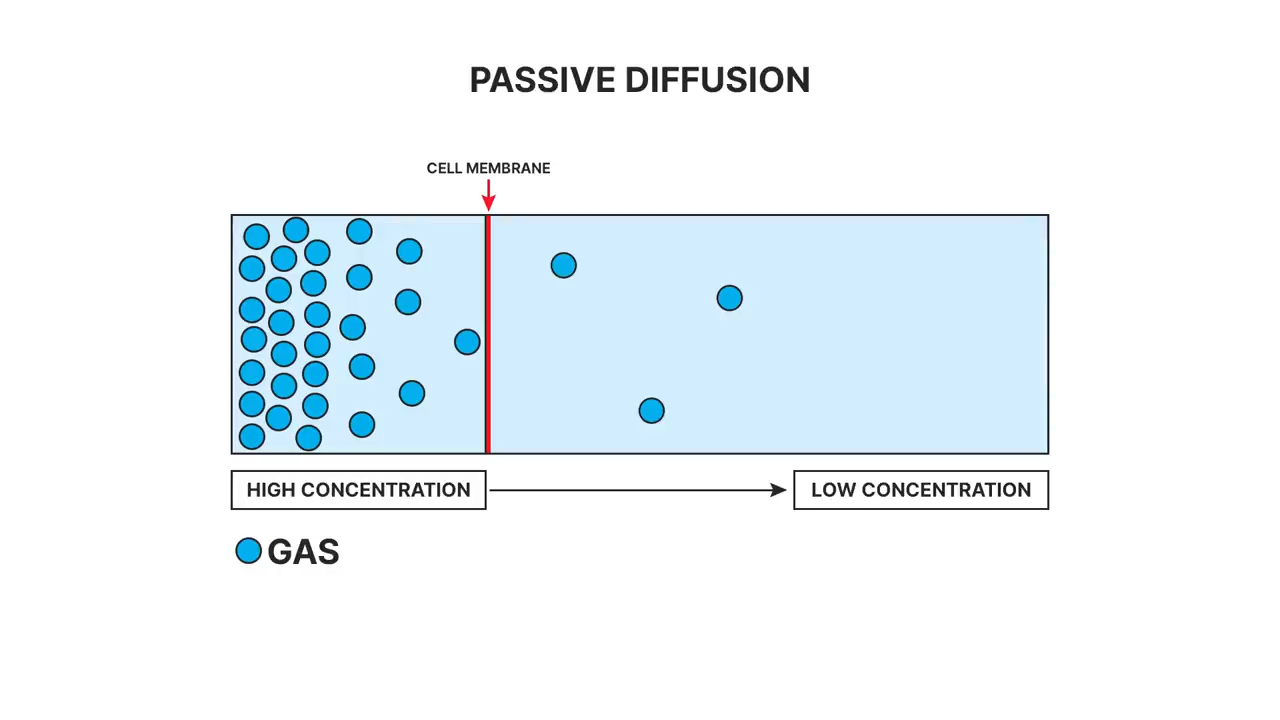 PASSIVE DIFFUSION
CELL MEMBRANE
HIGH CONCENTRATION
LOW CONCENTRATION
GAS